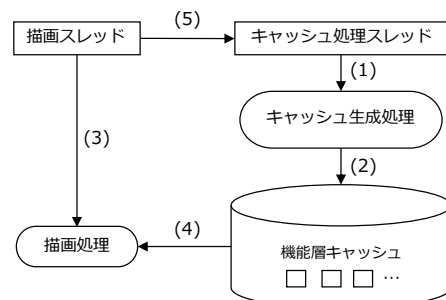 描画スレッド
(5)
キャッシュ処理スレッド
(1)
キャッシュ生成処理
(3)
(2)
(4)
描画処理
機能層キャッシュ
…